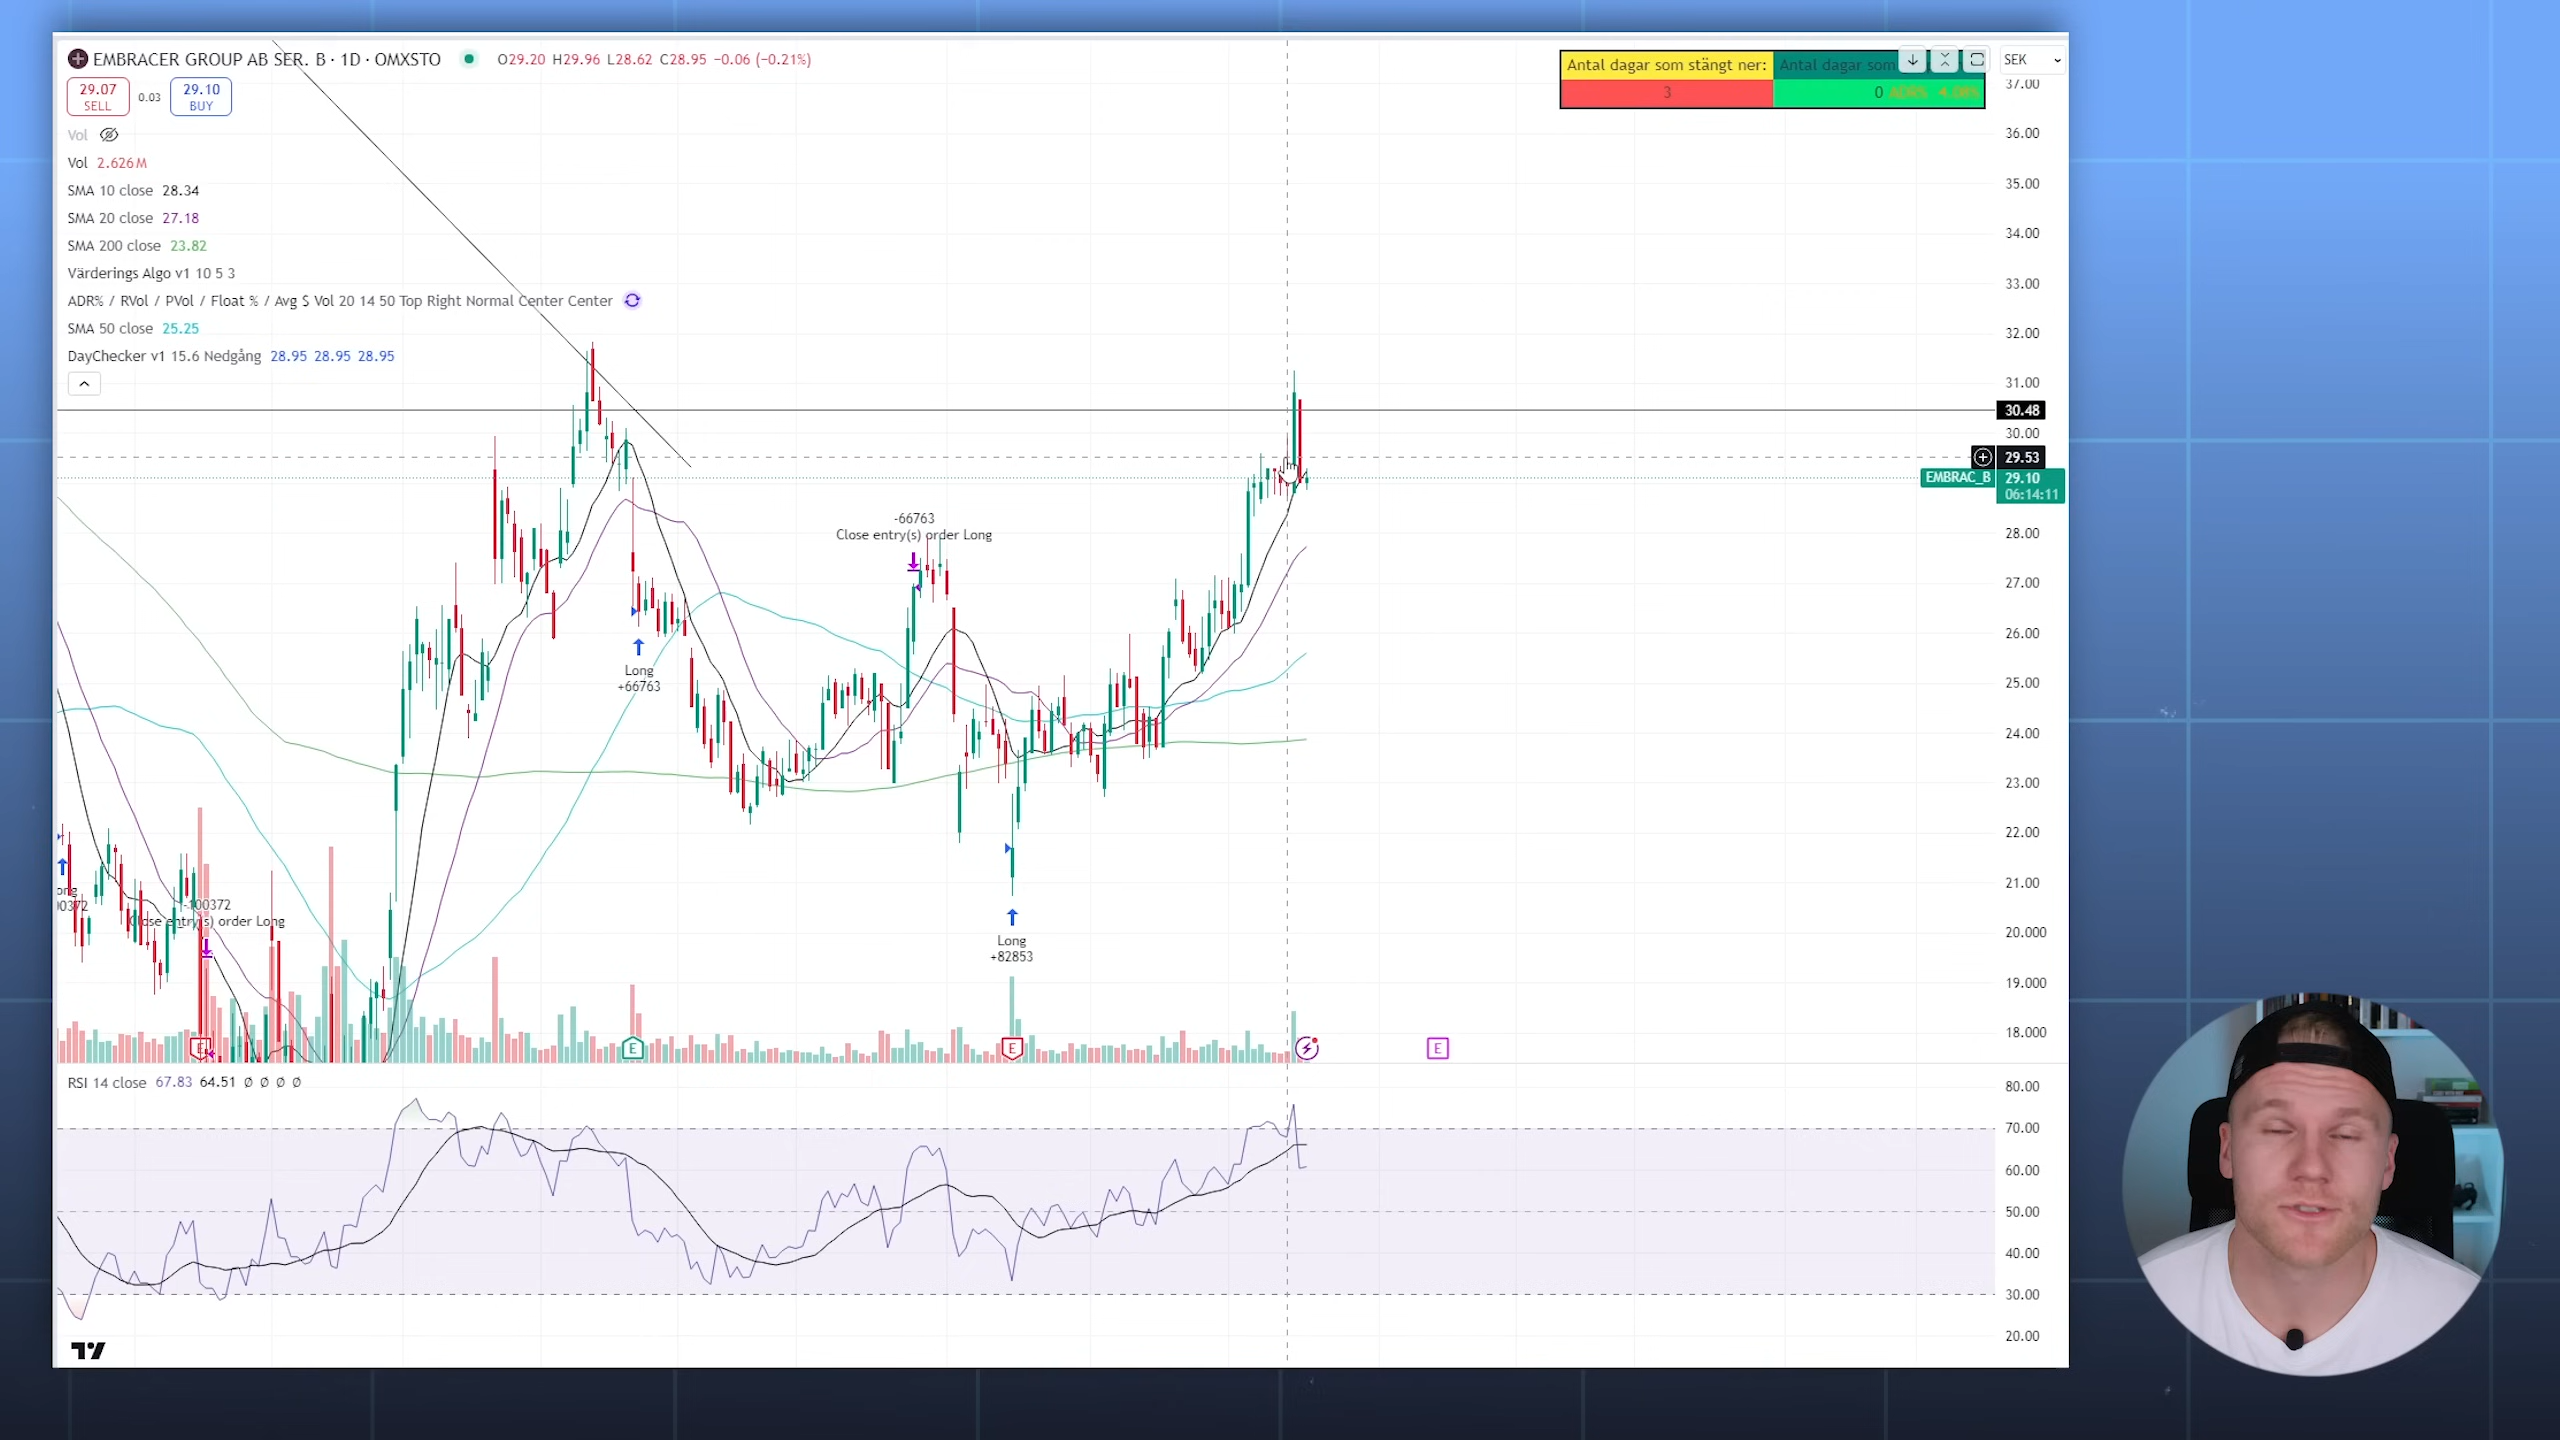 EMBRACER GROUP AB SER. B · 1D · OMXSTO O29.20 H29.96 L28.62 C28.95 −0.06 (−0.21%)
29.07 SELL 0.03 29.10 BUY
Vol
Vol 2.626 M
SMA 10 close 28.34
SMA 20 close 27.18
SMA 200 close 23.82
Värderings Algo v1 10 5 3
ADR% / RVol / PVol / Float % / Avg $ Vol 20 14 50 Top Right Normal Center Center
SMA 50 close 25.25
DayChecker v1 15.6 Nedgång 28.95 28.95 28.95
Antal dagar som stängt ner: Antal dagar som
3 0 ADR% 4.08%
SEK
37.00
36.00
35.00
34.00
33.00
32.00
31.00
30.48
30.00
29.53
EMBRAC_B 29.10
06:14:11
28.00
27.00
26.00
25.00
24.00
23.00
22.00
21.00
20.000
19.000
18.000
-66763
Close entry(s) order Long
Long
+66763
-100372
Close entry(s) order Long
Long
+82853
E
E
E
E
RSI 14 close 67.83 64.51 Ø Ø Ø Ø
80.00
70.00
60.00
50.00
40.00
30.00
20.00